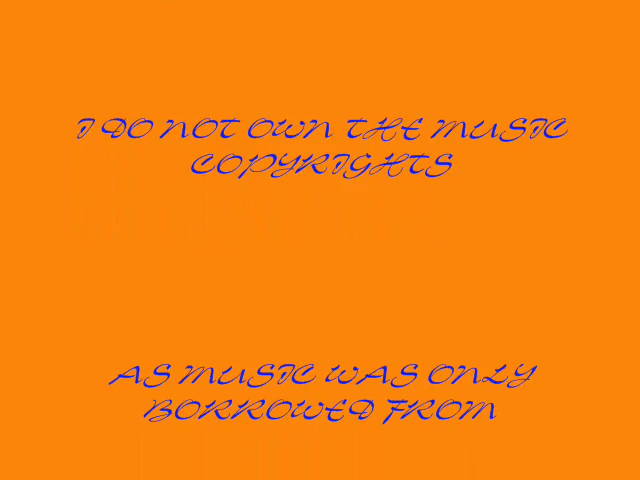 I DO NOT OWN THE MUSIC
COPYRIGHTS
AS MUSIC WAS ONLY
BORROWED FROM